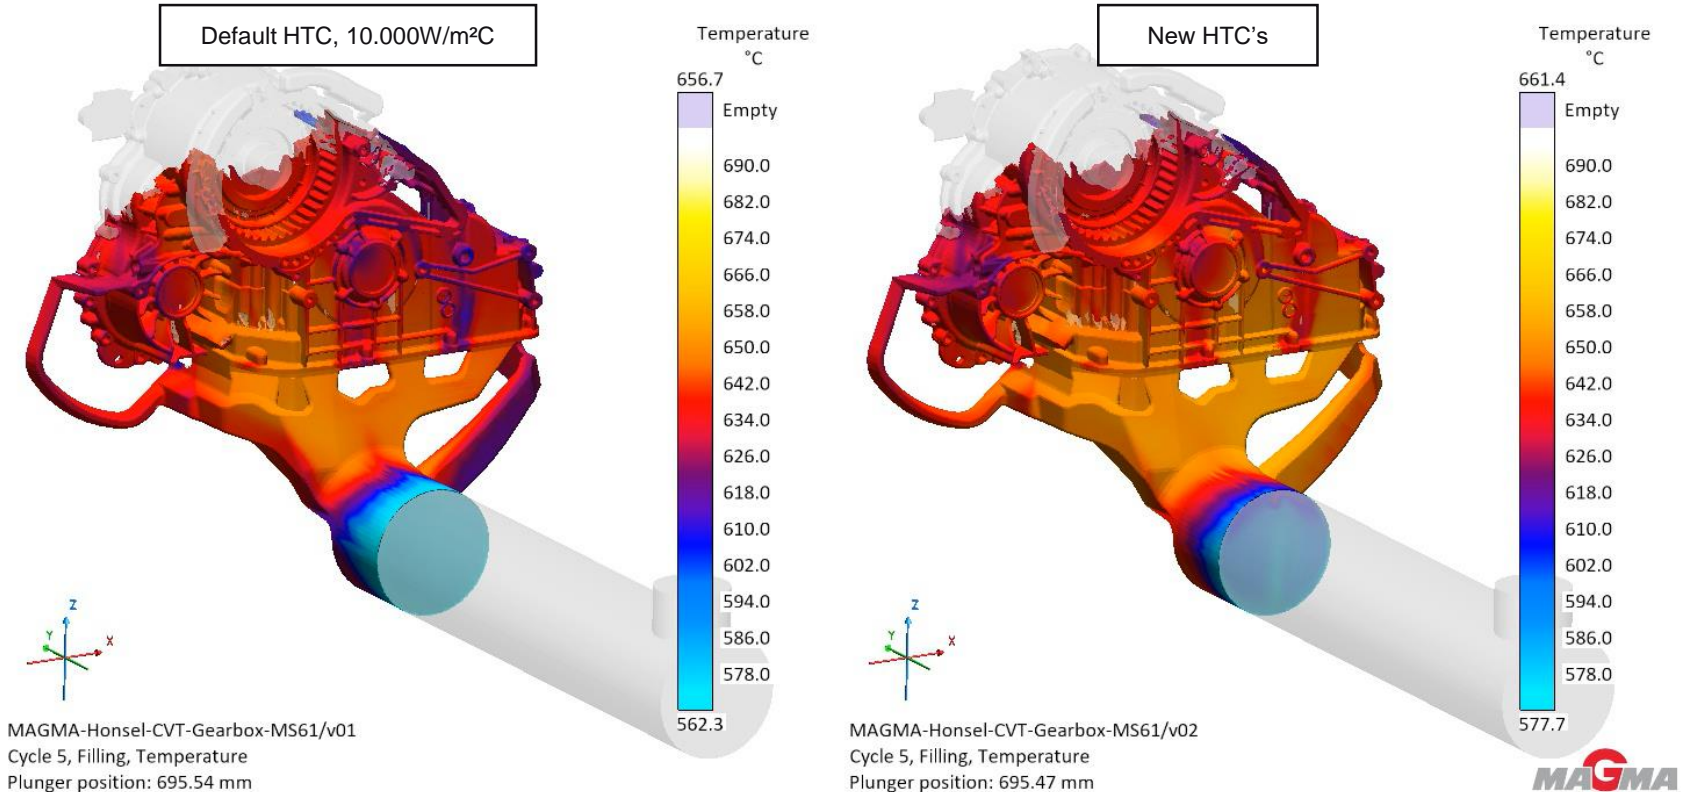 Default HTC, 10.000W/m²C
Temperature
°C
656.7
Empty
690.0
682.0
674.0
666.0
658.0
650.0
642.0
634.0
626.0
618.0
610.0
602.0
594.0
586.0
578.0
562.3
Z
Y
X
MAGMA-Honsel-CVT-Gearbox-MS61/v01
Cycle 5, Filling, Temperature
Plunger position: 695.54 mm
New HTC’s
Temperature
°C
661.4
Empty
690.0
682.0
674.0
666.0
658.0
650.0
642.0
634.0
626.0
618.0
610.0
602.0
594.0
586.0
578.0
577.7
Z
Y
X
MAGMA-Honsel-CVT-Gearbox-MS61/v02
Cycle 5, Filling, Temperature
Plunger position: 695.47 mm
MAGMA